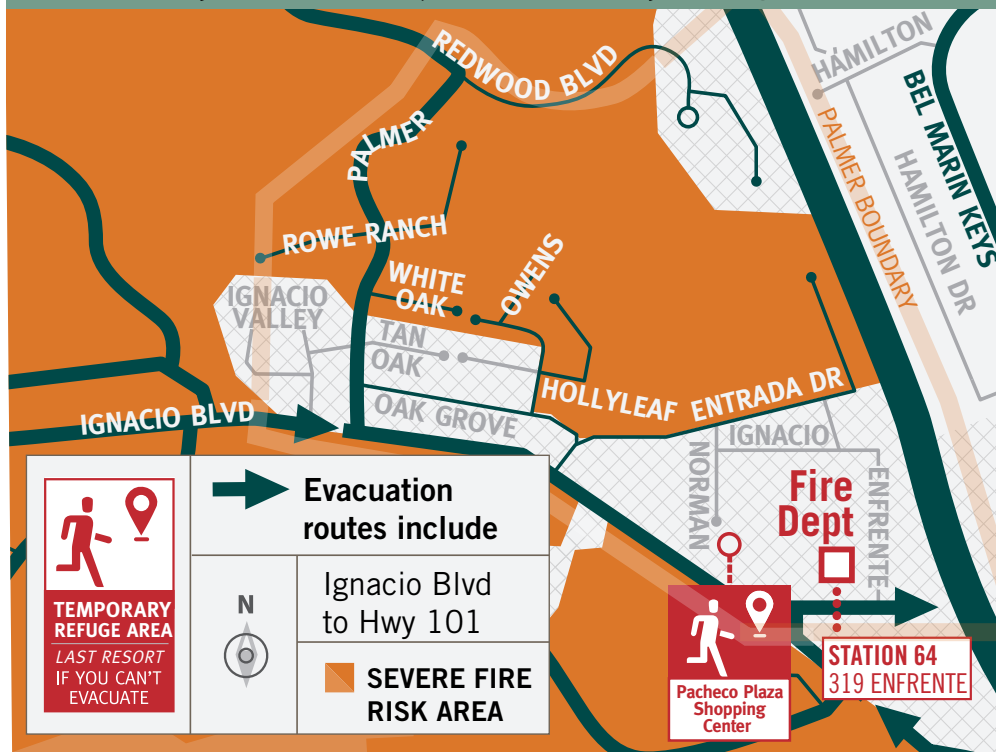 REDWOOD BLVD
HAMILTON
BEL MARIN KEYS
PALMER
PALMER BOUNDARY
HAMILTON DR
ROWE RANCH
WHITE
OAK
OWENS
IGNACIO
VALLEY
TAN
OAK
HOLLYLEAF
ENTRADA DR
OAK GROVE
IGNACIO BLVD
IGNACIO
NORMAN
ENFRENTE
Fire
Dept
Evacuation
routes include
N
Ignacio Blvd
to Hwy 101
SEVERE FIRE
RISK AREA
TEMPORARY
REFUGE AREA
LAST RESORT
IF YOU CAN'T
EVACUATE
Pacheco Plaza
Shopping
Center
STATION 64
319 ENFRENTE